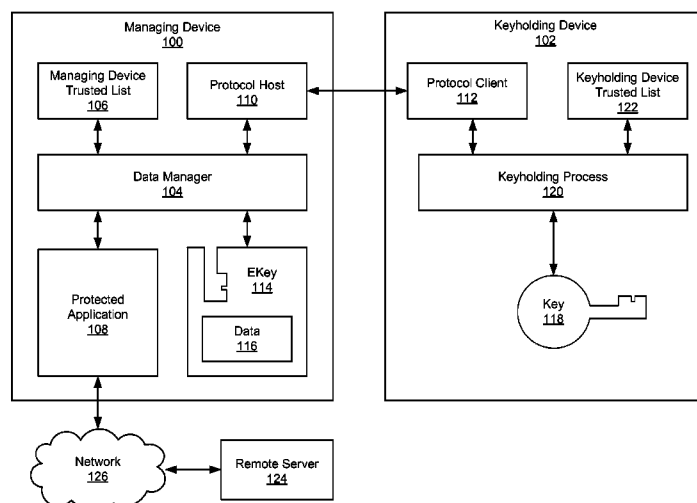 Managing Device
100
Keyholding Device
102
Managing Device
Trusted List
106
Protocol Host
110
Protocol Client
112
Keyholding Device
Trusted List
122
Data Manager
104
Keyholding Process
120
Protected
Application
108
EKey
114
Data
116
Key
118
Network
126
Remote Server
124